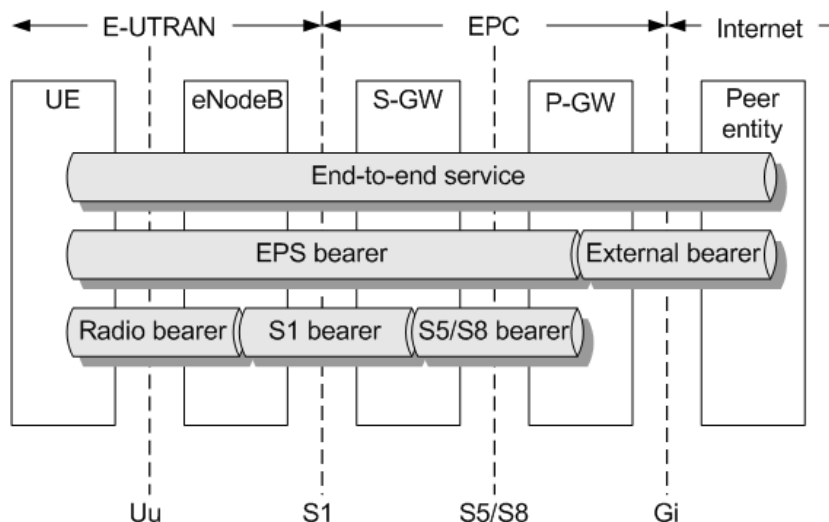 E-UTRAN EPC Internet
UE eNodeB S-GW P-GW Peer
entity
End-to-end service
EPS bearer External bearer
Radio bearer S1 bearer S5/S8 bearer
Uu S1 S5/S8 Gi